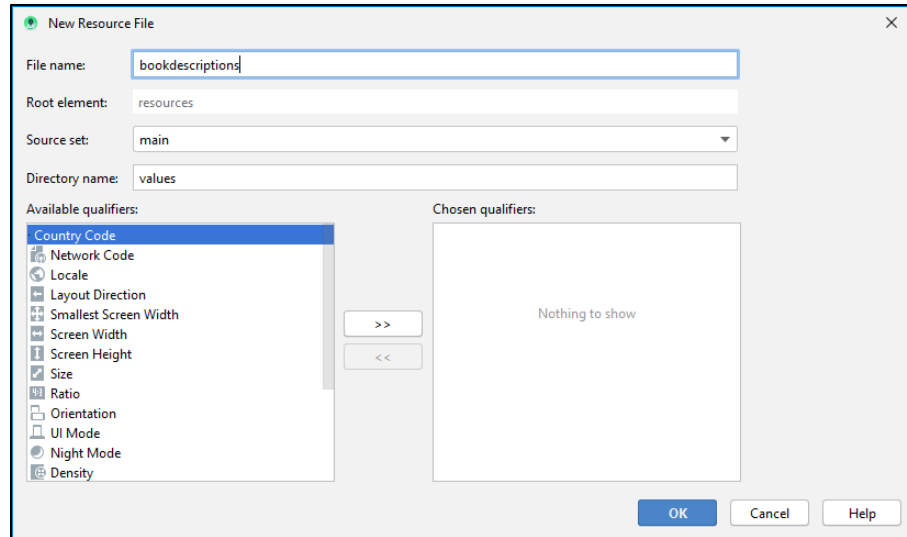 New Resource File
File name: bookdescriptions
Root element: resources
Source set: main
Directory name: values
Available qualifiers:
Country Code
Network Code
Locale
Layout Direction
Smallest Screen Width
Screen Width
Screen Height
Size
Ratio
Orientation
UI Mode
Night Mode
Density
>>
<<
Chosen qualifiers:
Nothing to show
OK Cancel Help